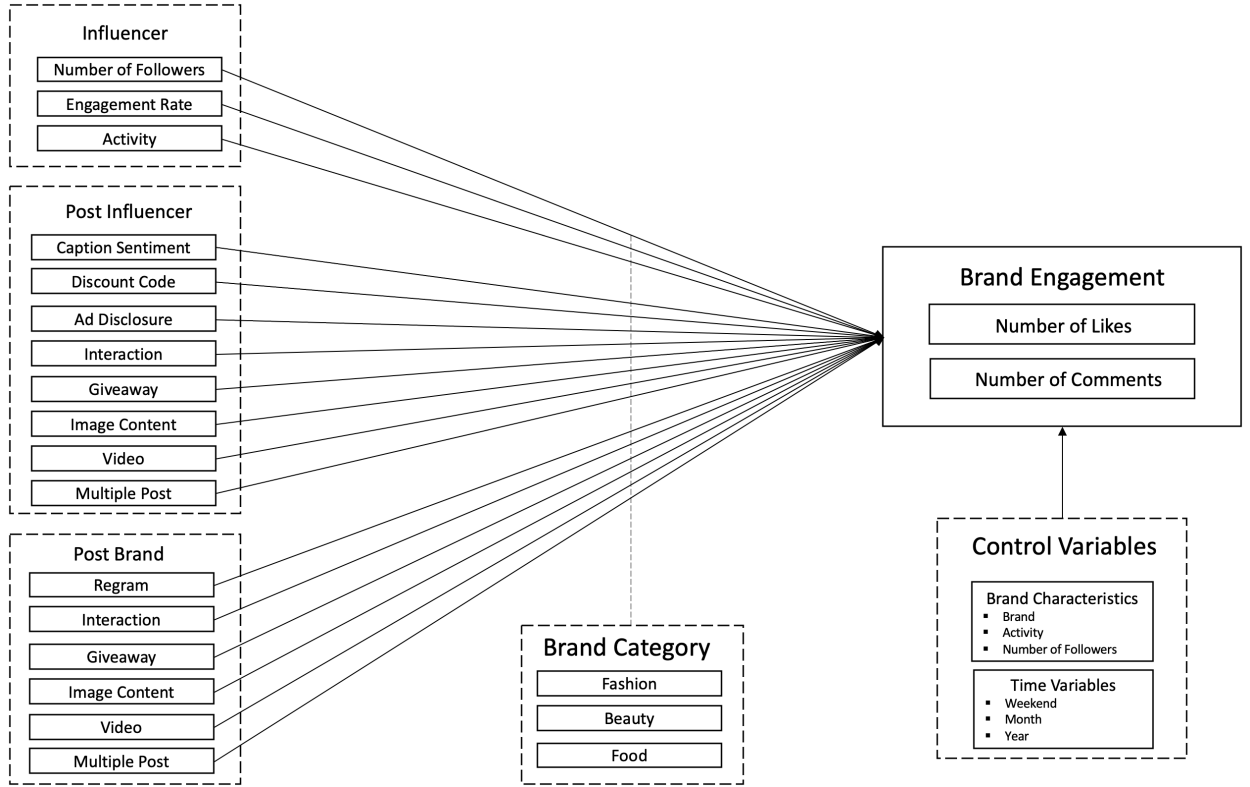 Influencer
Number of Followers
Engagement Rate
Activity
Post Influencer
Caption Sentiment
Discount Code
Ad Disclosure
Interaction
Giveaway
Image Content
Video
Multiple Post
Post Brand
Regram
Interaction
Giveaway
Image Content
Video
Multiple Post
Brand Category
Fashion
Beauty
Food
Brand Engagement
Number of Likes
Number of Comments
Control Variables
Brand Characteristics
▪ Brand
▪ Activity
▪ Number of Followers
Time Variables
▪ Weekend
▪ Month
▪ Year